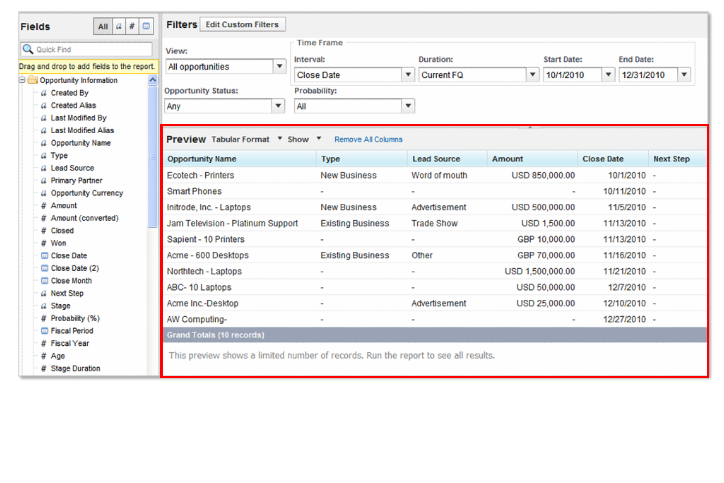 Fields All a #
Quick Find
Drag and drop to add fields to the report.
Opportunity Information
a Created By
a Created Alias
a Last Modified By
a Last Modified Alias
a Opportunity Name
a Type
a Lead Source
a Primary Partner
a Opportunity Currency
# Amount
# Amount (converted)
# Closed
# Won
Close Date
Close Date (2)
Close Month
a Next Step
a Stage
# Probability (%)
Fiscal Period
# Fiscal Year
# Age
# Stage Duration
Filters Edit Custom Filters
View:
All opportunities
Time Frame
Interval: Duration: Start Date: End Date:
Close Date Current FQ 10/1/2010 12/31/2010
Opportunity Status: Probability:
Any All
Preview Tabular Format Show Remove All Columns
Opportunity Name Type Lead Source Amount Close Date Next Step
Ecotech - Printers New Business Word of mouth USD 850,000.00 10/1/2010 -
Smart Phones - - - 10/11/2010 -
Initrode, Inc. - Laptops New Business Advertisement USD 500,000.00 11/5/2010 -
Jam Television - Platinum Support Existing Business Trade Show USD 1,500.00 11/13/2010 -
Sapient - 10 Printers - - GBP 10,000.00 11/13/2010 -
Acme - 600 Desktops Existing Business Other GBP 70,000.00 11/16/2010 -
Northtech - Laptops - - USD 1,500,000.00 11/21/2010 -
ABC- 10 Laptops - - USD 50,000.00 12/7/2010 -
Acme Inc.-Desktop - Advertisement USD 25,000.00 12/10/2010 -
AW Computing- - - - 12/27/2010 -
Grand Totals (10 records)
This preview shows a limited number of records. Run the report to see all results.